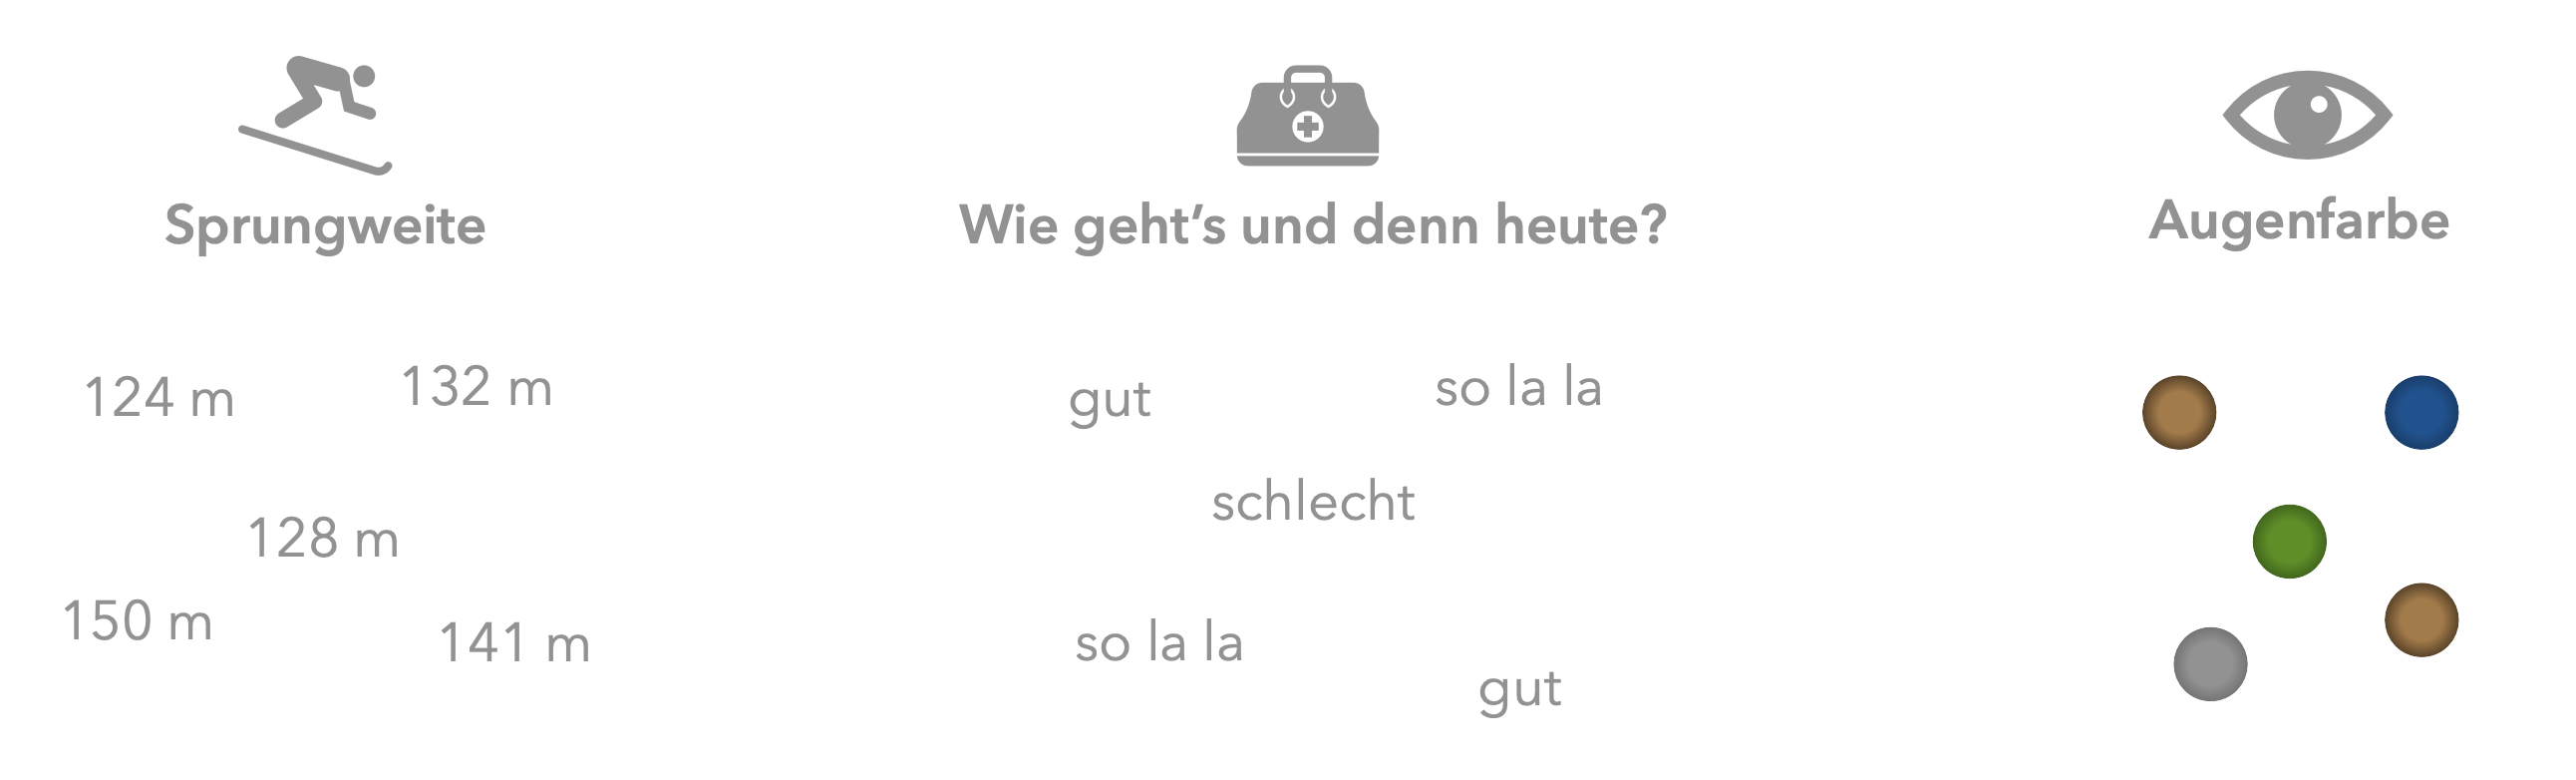 Sprungweite
124 m
132 m
128 m
150 m
141 m
Wie geht’s und denn heute?
gut
so la la
schlecht
so la la
gut
Augenfarbe